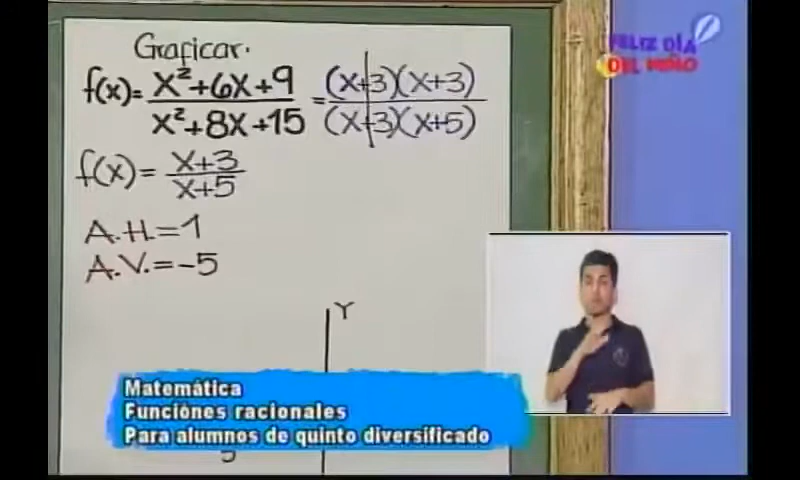 Graficar.
f(x)= x²+6x+9 / x²+8x+15 = (x+3)(x+3) / (x+3)(x+5)
f(x)= x+3 / x+5
A.H.=1
A.V.=-5
Y
FELIZ DÍA
DEL NIÑO
Matemática
Funciónes racionales
Para alumnos de quinto diversificado